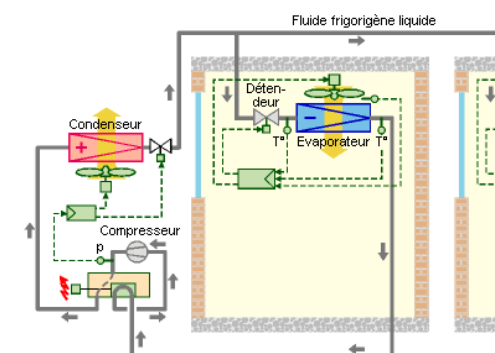 Fluide frigorigène liquide
Déten-
deur
Condenseur
+
−
T°
Evaporateur
T°
Compresseur
p